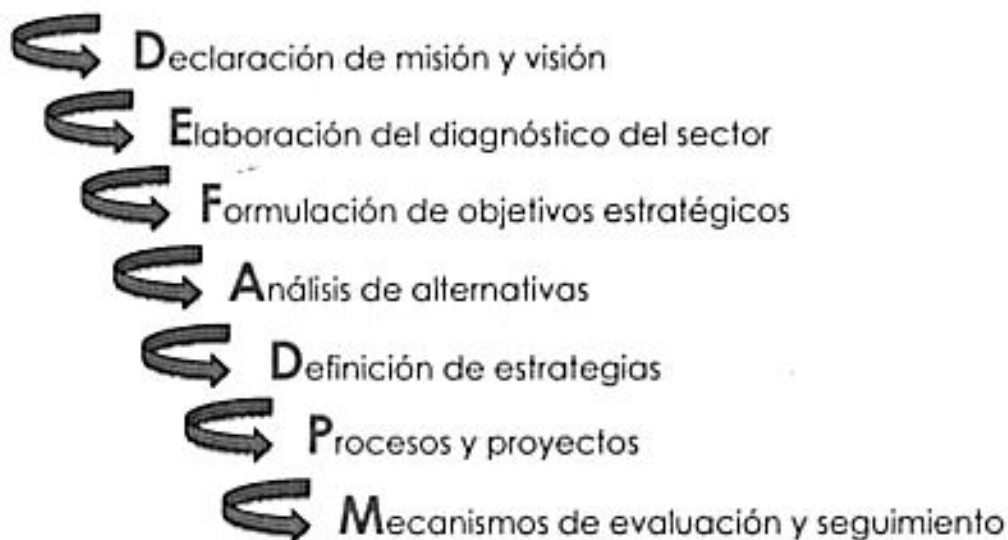 Declaración de misión y visión
Elaboración del diagnóstico del sector
Formulación de objetivos estratégicos
Análisis de alternativas
Definición de estrategias
Procesos y proyectos
Mecanismos de evaluación y seguimiento